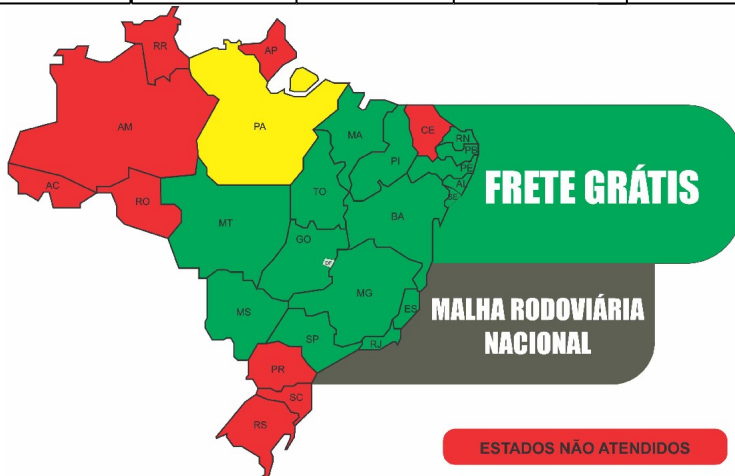 RR
AP
AM
PA
MA
CE
RN
PB
PI
PE
AL
SE
AC
RO
TO
FRETE GRÁTIS
MT
BA
GO
DF
MG
MALHA RODOVIÁRIA
NACIONAL
ES
MS
SP
RJ
PR
SC
RS
ESTADOS NÃO ATENDIDOS